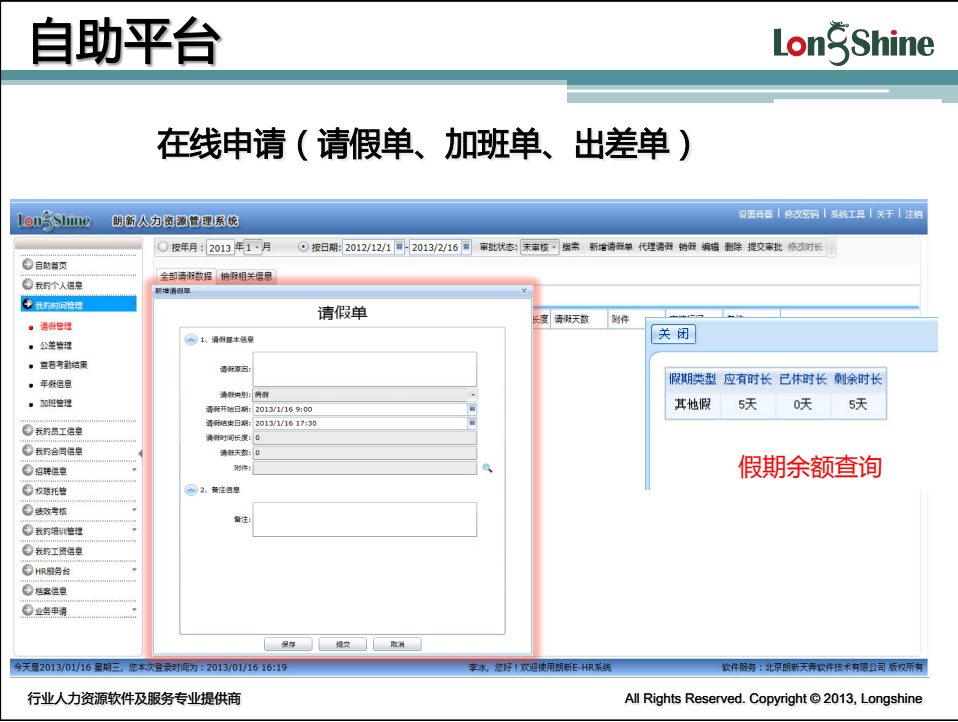 自助平台
LongShine
在线申请（请假单、加班单、出差单）
LongShine 朗新人力资源管理系统
设置背景 | 修改密码 | 系统工具 | 关于 | 注销
按年月: 2013 年 1 月 按日期: 2012/12/1 - 2013/2/16 审批状态: 未审核 搜索 新增请假单 代理请假 销假 编辑 删除 提交审批 修改时长
全部请假数据 销假相关信息
自助首页
我的个人信息
我的时间管理
请假管理
公差管理
查看考勤结果
年假信息
加班管理
我的员工信息
我的合同信息
招聘信息
权限托管
绩效考核
我的培训管理
我的工资信息
HR服务台
档案信息
业务申请
新增请假单
请假单
1、请假基本信息
请假原因:
请假类别: 病假
请假开始日期: 2013/1/16 9:00
请假结束日期: 2013/1/16 17:30
请假时间长度: 0
请假天数: 0
附件:
2、备注信息
备注:
保存 提交 取消
长度 请假天数 附件
关 闭
假期类型 应有时长 已休时长 剩余时长
其他假 5天 0天 5天
假期余额查询
今天是2013/01/16 星期三，您本次登录时间为：2013/01/16 16:19
李冰，您好！欢迎使用朗新E-HR系统
软件服务：北京朗新天霁软件技术有限公司 版权所有
行业人力资源软件及服务专业提供商
All Rights Reserved. Copyright © 2013, Longshine